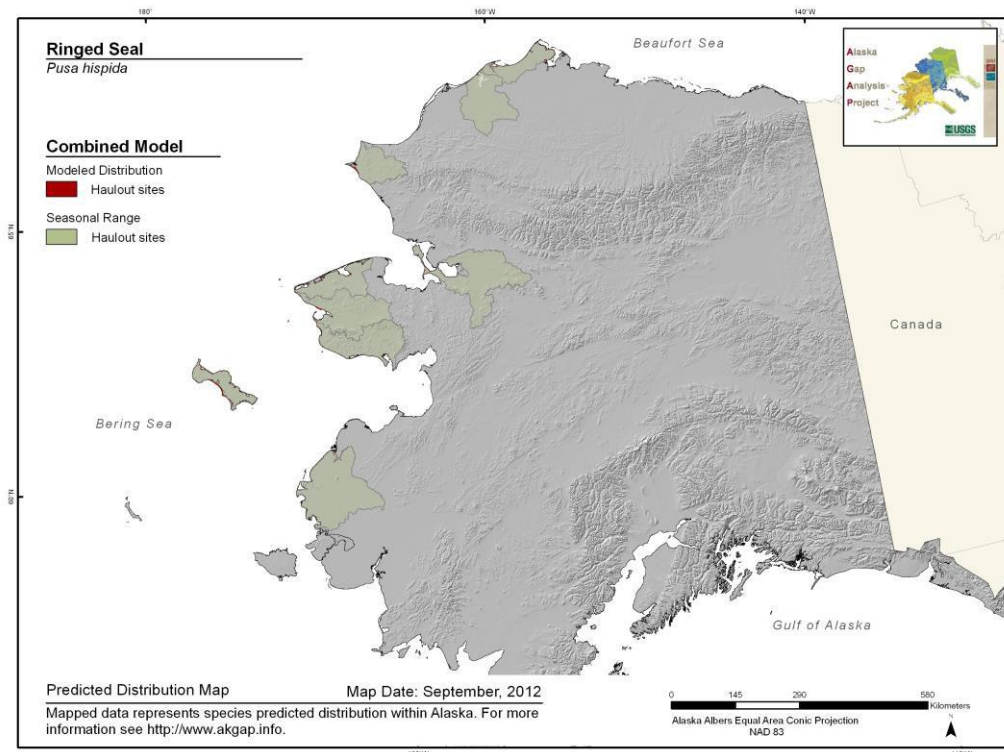 180°
160°W
140°W
Ringed Seal
Pusa hispida
Beaufort Sea
Alaska
Gap
Analysis
Project
USGS
Combined Model
Modeled Distribution
Haulout sites
Seasonal Range
Haulout sites
65°N
Canada
Bering Sea
60°N
Gulf of Alaska
Predicted Distribution Map
Map Date: September, 2012
Mapped data represents species predicted distribution within Alaska. For more
information see http://www.akgap.info.
0 145 290 580
Kilometers
Alaska Albers Equal Area Conic Projection
NAD 83
N